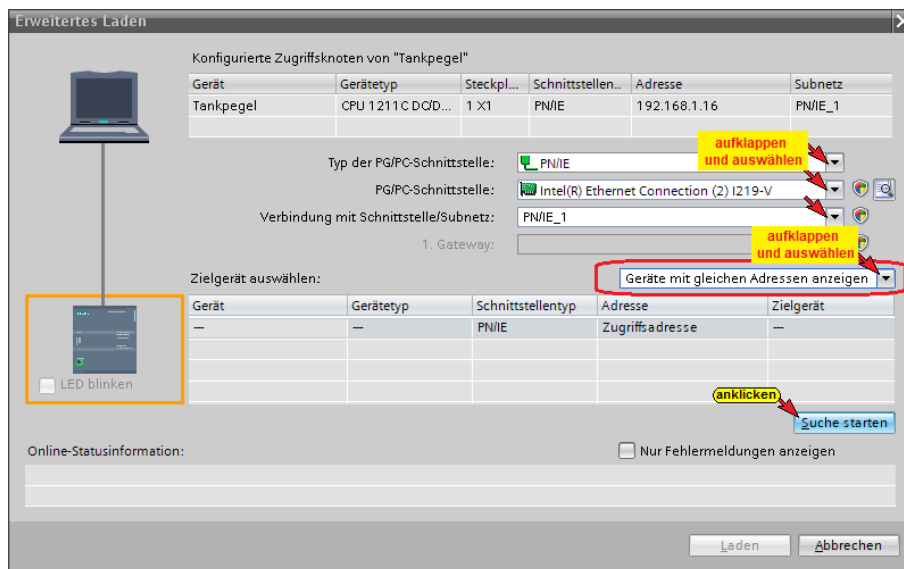 Erweitertes Laden
Konfigurierte Zugriffsknoten von "Tankpegel"
Gerät Gerätetyp Steckpl... Schnittstellen... Adresse Subnetz
Tankpegel CPU 1211C DC/D... 1 X1 PN/IE 192.168.1.16 PN/IE_1
aufklappen
und auswählen
Typ der PG/PC-Schnittstelle: PN/IE
PG/PC-Schnittstelle: Intel(R) Ethernet Connection (2) I219-V
Verbindung mit Schnittstelle/Subnetz: PN/IE_1
1. Gateway:
aufklappen
und auswählen
Zielgerät auswählen: Geräte mit gleichen Adressen anzeigen
Gerät Gerätetyp Schnittstellentyp Adresse Zielgerät
— — PN/IE Zugriffsadresse —
LED blinken
anklicken
Suche starten
Online-Statusinformation: Nur Fehlermeldungen anzeigen
Laden Abbrechen